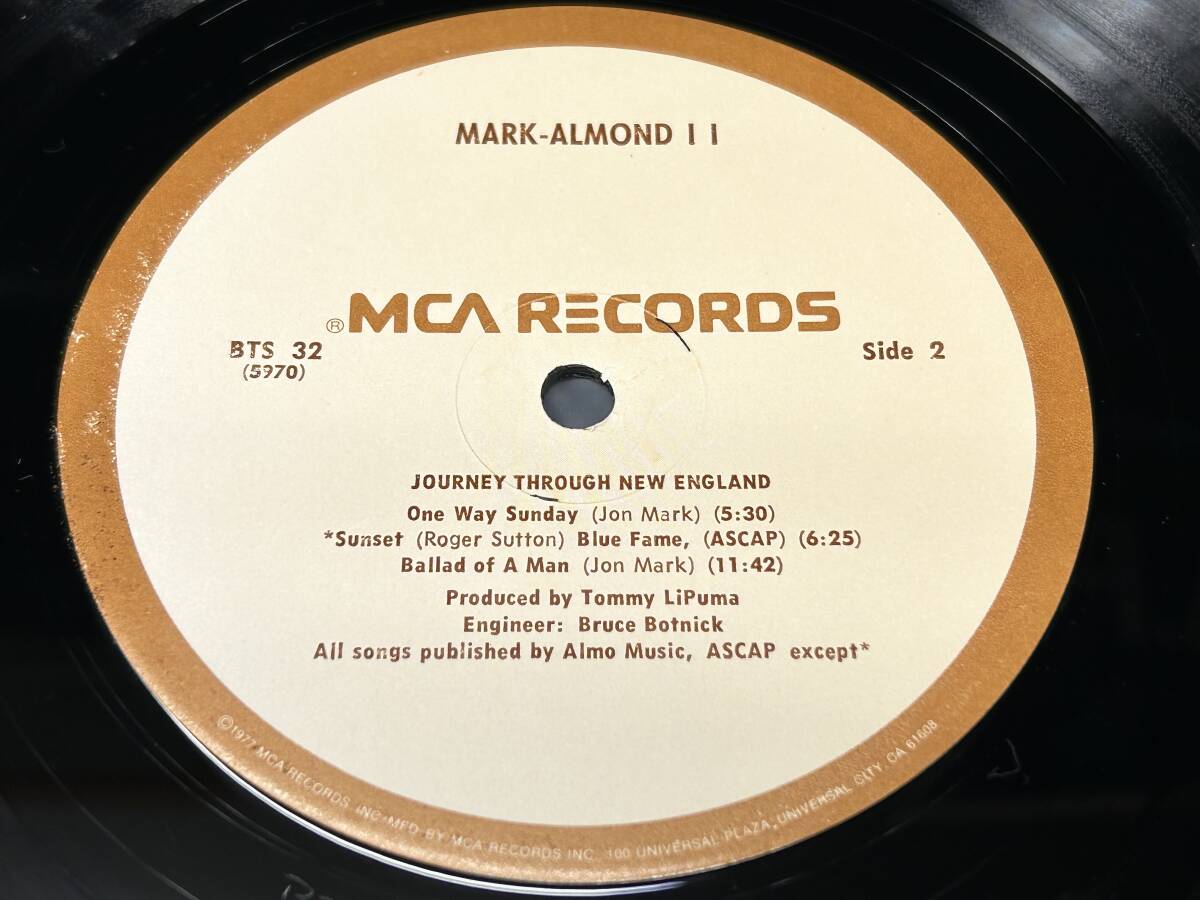 MARK-ALMOND I I
® MCA RECORDS
BTS 32
(5970)
Side 2
JOURNEY THROUGH NEW ENGLAND
One Way Sunday (Jon Mark) (5:30)
*Sunset (Roger Sutton) Blue Fame, (ASCAP) (6:25)
Ballad of A Man (Jon Mark) (11:42)
Produced by Tommy LiPuma
Engineer: Bruce Botnick
All songs published by Almo Music, ASCAP except*
©1977 MCA RECORDS INC•MFD BY MCA RECORDS INC. 100 UNIVERSAL PLAZA, UNIVERSAL CITY, CA 61608